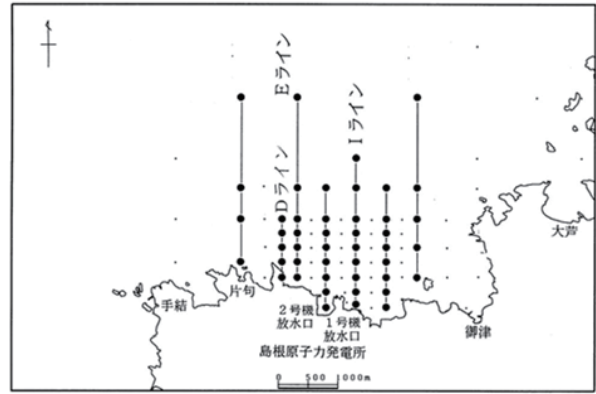 Eライン
Iライン
Dライン
大芦
片句
手結
2号機
放水口
1号機
放水口
御津
島根原子力発電所
0 500 1000m